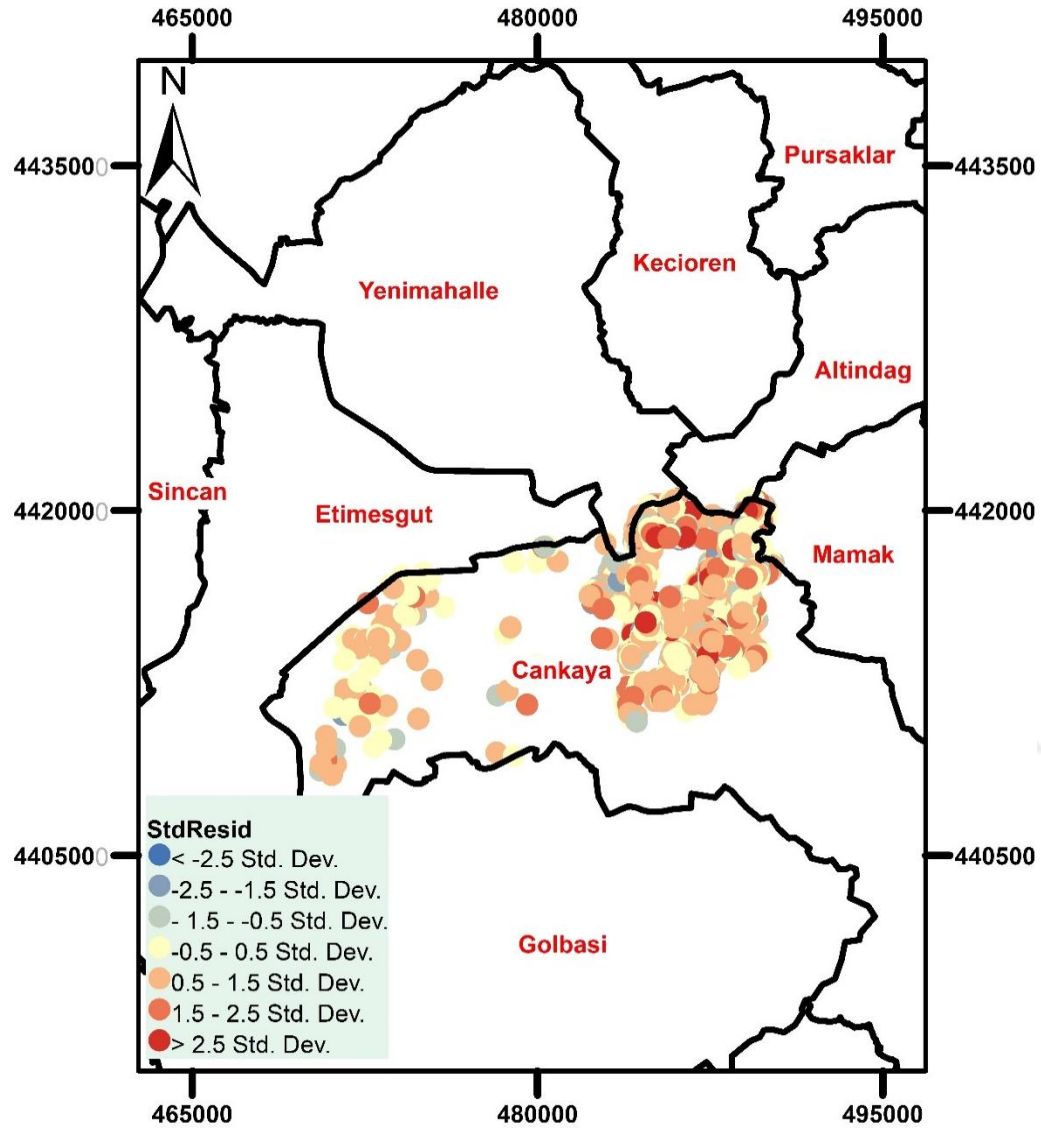 465000 480000 495000
N
Pursaklar
4435000 443500
Kecioren
Yenimahalle
Altindag
Sincan
4420000 442000
Etimesgut
Mamak
Cankaya
StdResid
4405000 440500
< -2.5 Std. Dev.
-2.5 - -1.5 Std. Dev.
- 1.5 - -0.5 Std. Dev.
-0.5 - 0.5 Std. Dev.
0.5 - 1.5 Std. Dev.
1.5 - 2.5 Std. Dev.
> 2.5 Std. Dev.
Golbasi
465000 480000 495000